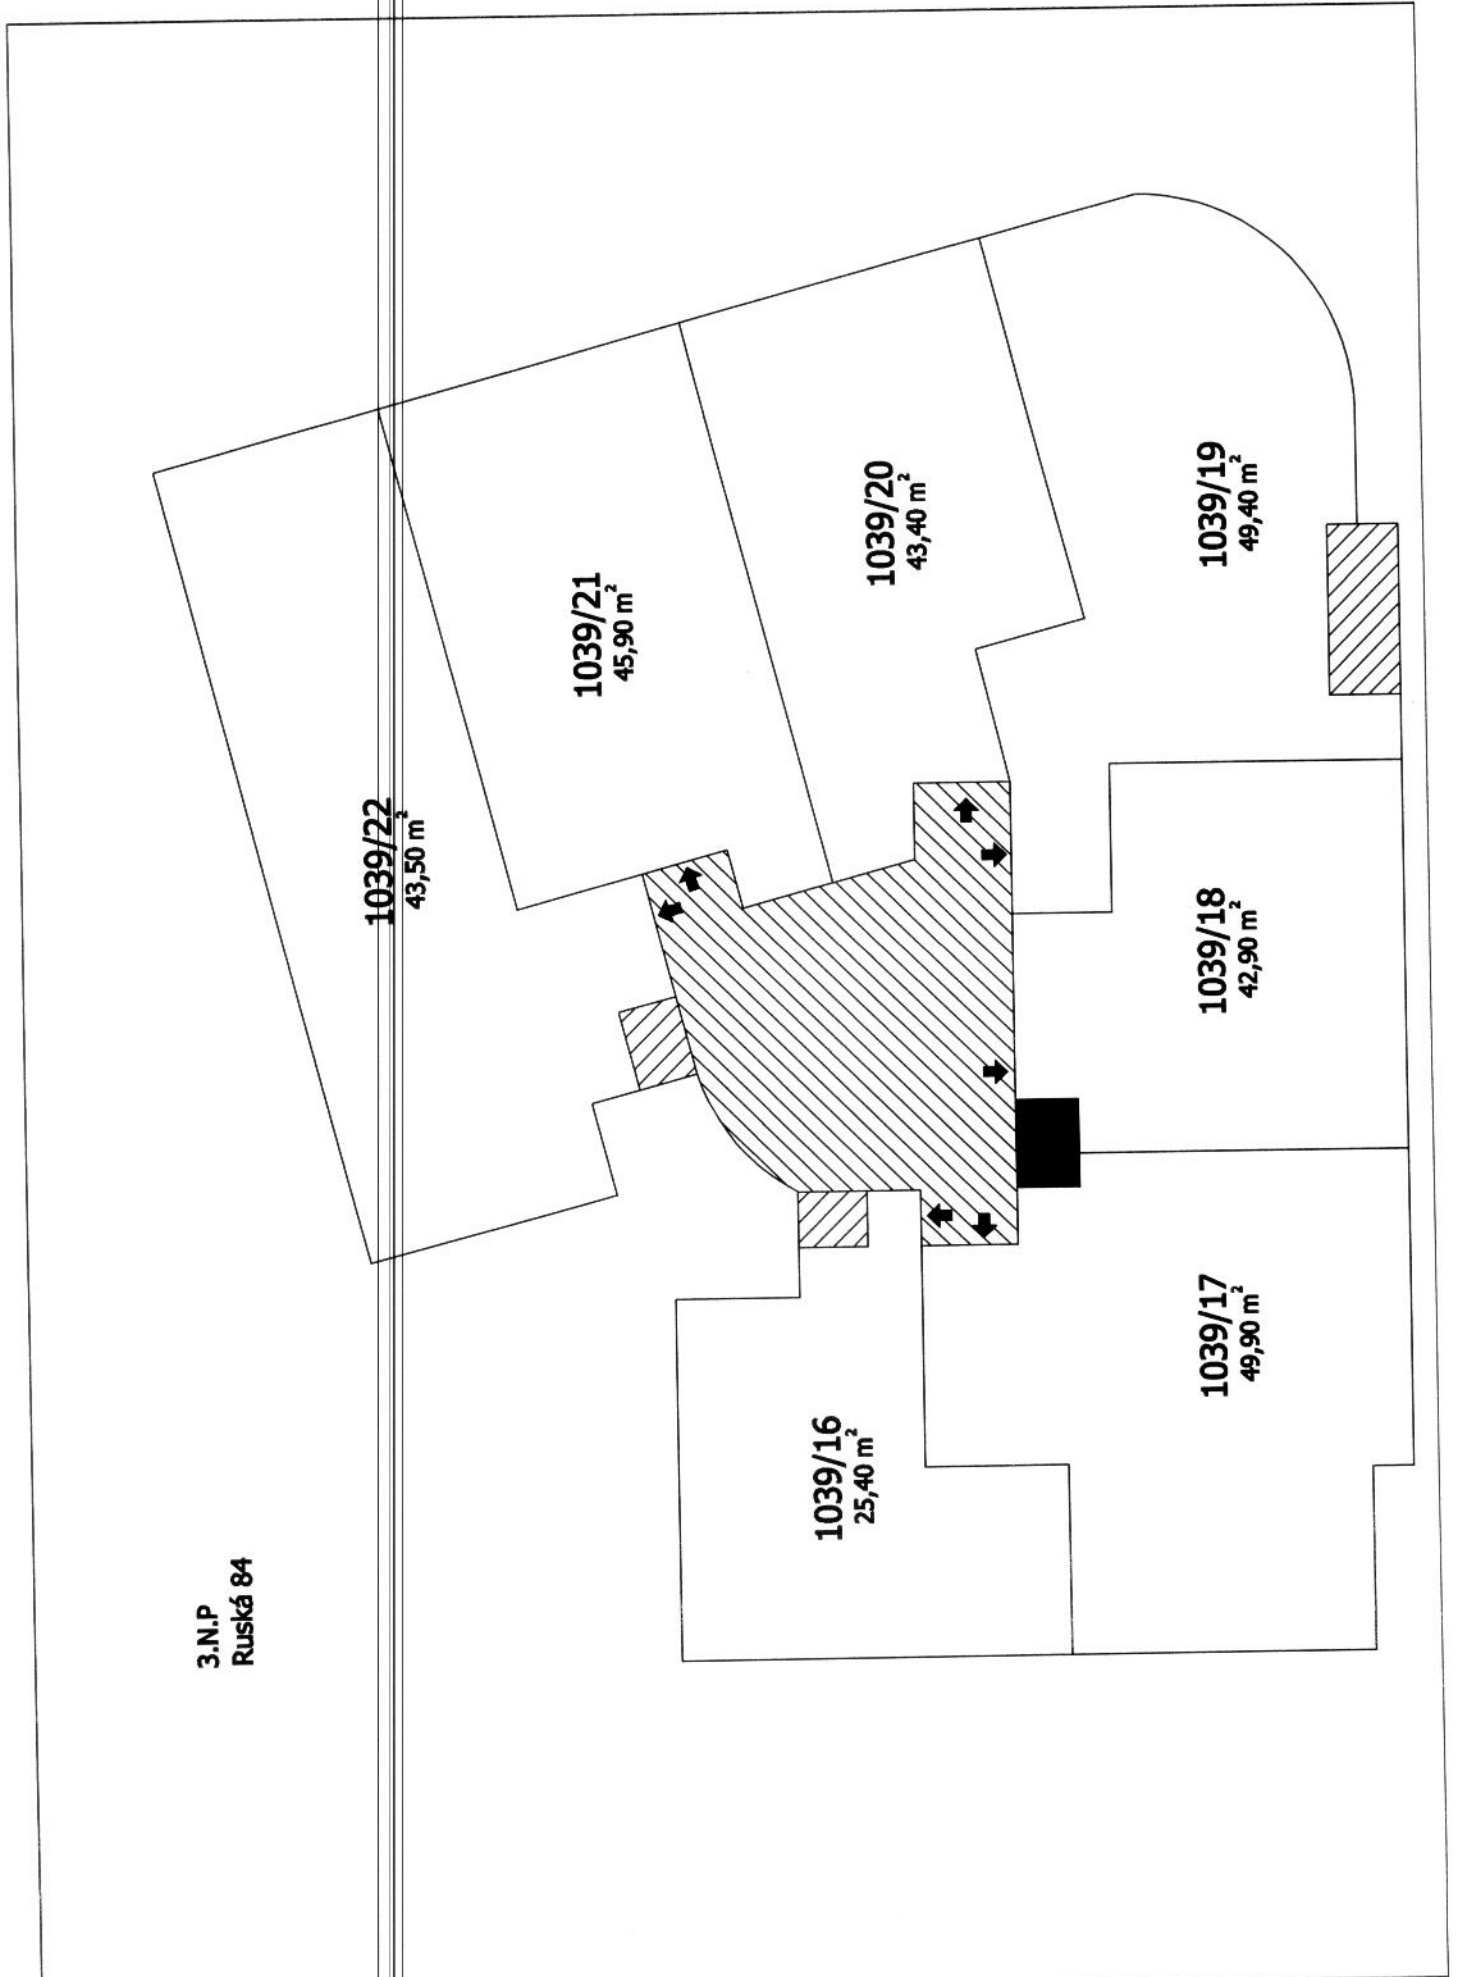 3.N.P
Ruská 84
1039/22
43,50 m²
1039/21
45,90 m²
1039/20
43,40 m²
1039/19
49,40 m²
1039/18
42,90 m²
1039/17
49,90 m²
1039/16
25,40 m²